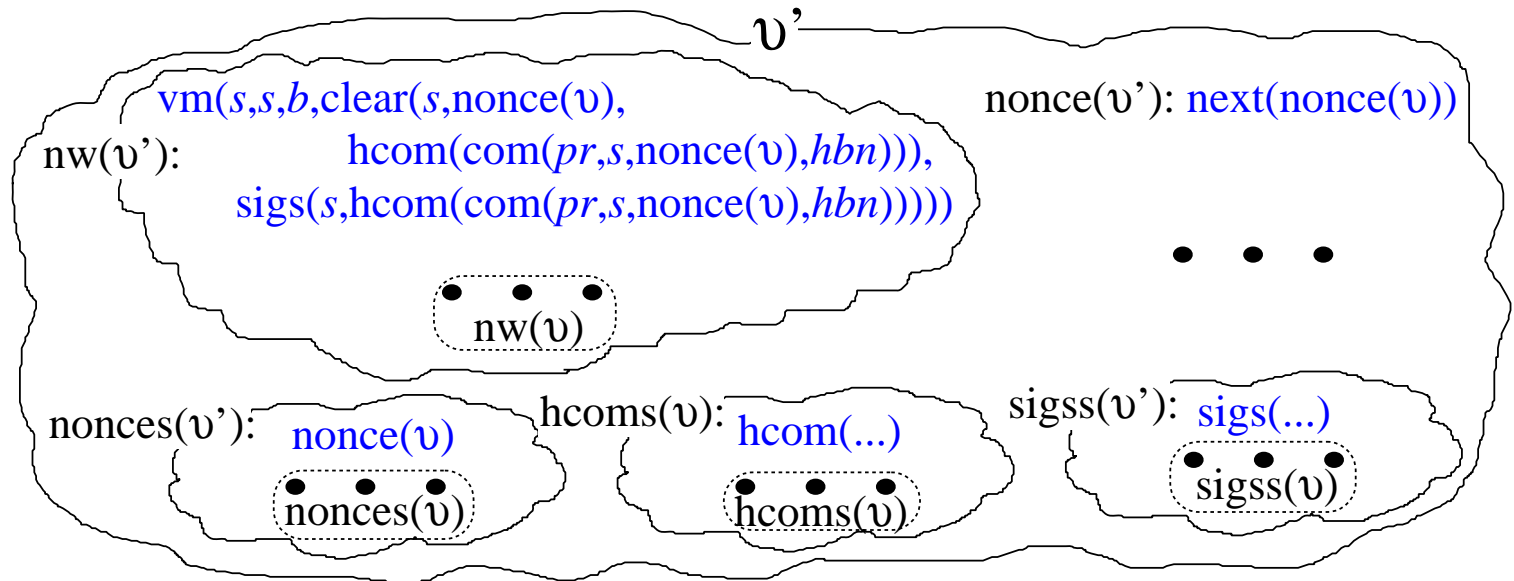 υ’
vm(s,s,b,clear(s,nonce(υ),
nonce(υ’): next(nonce(υ))
nw(υ’):
hcom(com(pr,s,nonce(υ),hbn))),
sigs(s,hcom(com(pr,s,nonce(υ),hbn)))))
nw(υ)
nonces(υ’): nonce(υ)
hcoms(υ): hcom(...)
sigss(υ’): sigs(...)
nonces(υ)
hcoms(υ)
sigss(υ)